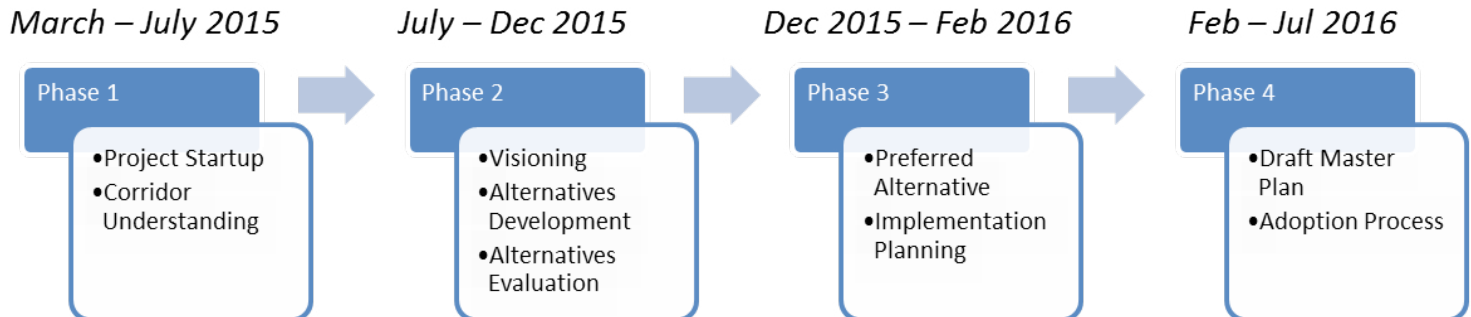 March – July 2015
July – Dec 2015
Dec 2015 – Feb 2016
Feb – Jul 2016
Phase 1
•Project Startup
•Corridor
Understanding
Phase 2
•Visioning
•Alternatives
Development
•Alternatives
Evaluation
Phase 3
•Preferred
Alternative
•Implementation
Planning
Phase 4
•Draft Master
Plan
•Adoption Process